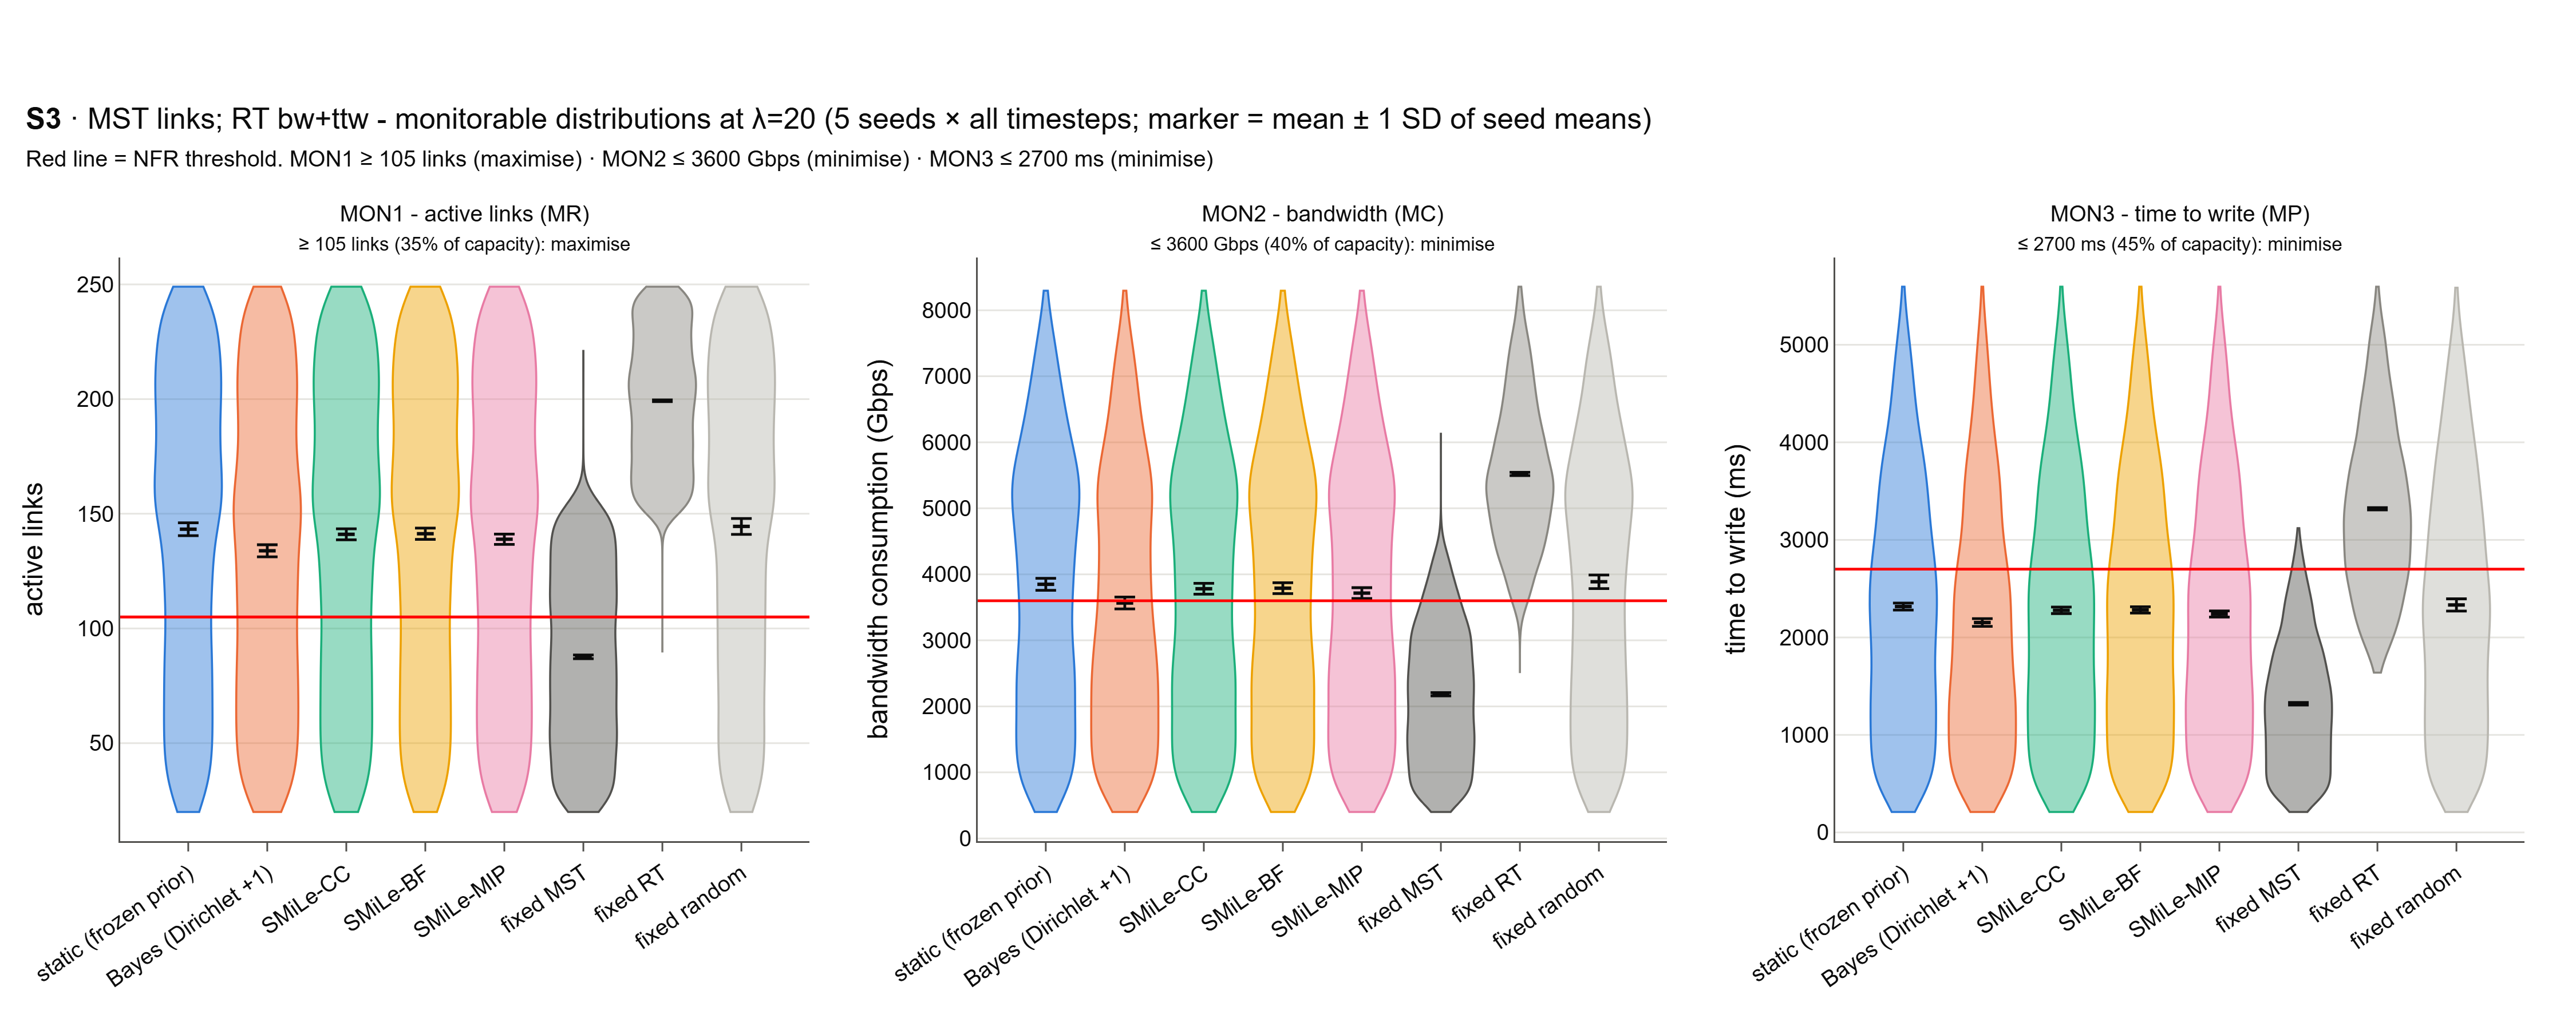 S3 · MST links; RT bw+ttw - monitorable distributions at λ=20 (5 seeds × all timesteps; marker = mean ± 1 SD of seed means)
Red line = NFR threshold. MON1 ≥ 105 links (maximise) · MON2 ≤ 3600 Gbps (minimise) · MON3 ≤ 2700 ms (minimise)
MON1 - active links (MR)
≥ 105 links (35% of capacity): maximise
active links
250
200
150
100
50
static (frozen prior)
Bayes (Dirichlet +1)
SMiLe-CC
SMiLe-BF
SMiLe-MIP
fixed MST
fixed RT
fixed random
MON2 - bandwidth (MC)
≤ 3600 Gbps (40% of capacity): minimise
bandwidth consumption (Gbps)
8000
7000
6000
5000
4000
3000
2000
1000
0
static (frozen prior)
Bayes (Dirichlet +1)
SMiLe-CC
SMiLe-BF
SMiLe-MIP
fixed MST
fixed RT
fixed random
MON3 - time to write (MP)
≤ 2700 ms (45% of capacity): minimise
time to write (ms)
5000
4000
3000
2000
1000
0
static (frozen prior)
Bayes (Dirichlet +1)
SMiLe-CC
SMiLe-BF
SMiLe-MIP
fixed MST
fixed RT
fixed random